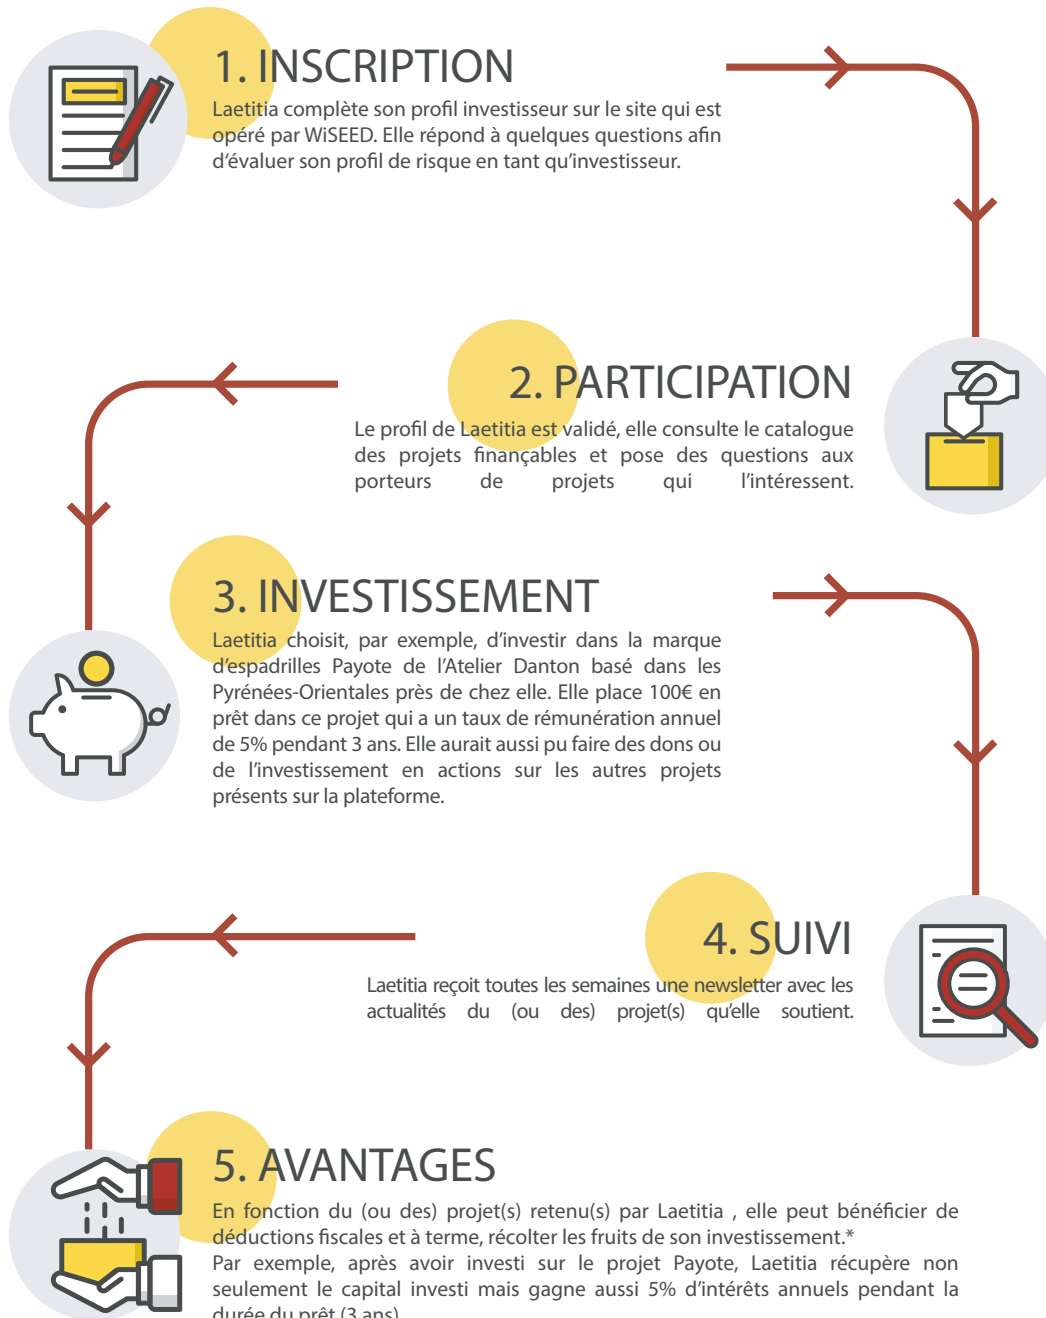 1. INSCRIPTION
Laetitia complète son profil investisseur sur le site qui est
opéré par WiSEED. Elle répond à quelques questions afin
d'évaluer son profil de risque en tant qu'investisseur.
2. PARTICIPATION
Le profil de Laetitia est validé, elle consulte le catalogue
des projets finançables et pose des questions aux
porteurs de projets qui l'intéressent.
3. INVESTISSEMENT
Laetitia choisit, par exemple, d'investir dans la marque
d'espadrilles Payote de l'Atelier Danton basé dans les
Pyrénées-Orientales près de chez elle. Elle place 100€ en
prêt dans ce projet qui a un taux de rémunération annuel
de 5% pendant 3 ans. Elle aurait aussi pu faire des dons ou
de l'investissement en actions sur les autres projets
présents sur la plateforme.
4. SUIVI
Laetitia reçoit toutes les semaines une newsletter avec les
actualités du (ou des) projet(s) qu'elle soutient.
5. AVANTAGES
En fonction du (ou des) projet(s) retenu(s) par Laetitia , elle peut bénéficier de
déductions fiscales et à terme, récolter les fruits de son investissement.*
Par exemple, après avoir investi sur le projet Payote, Laetitia récupère non
seulement le capital investi mais gagne aussi 5% d'intérêts annuels pendant la
durée du prêt (3 ans)